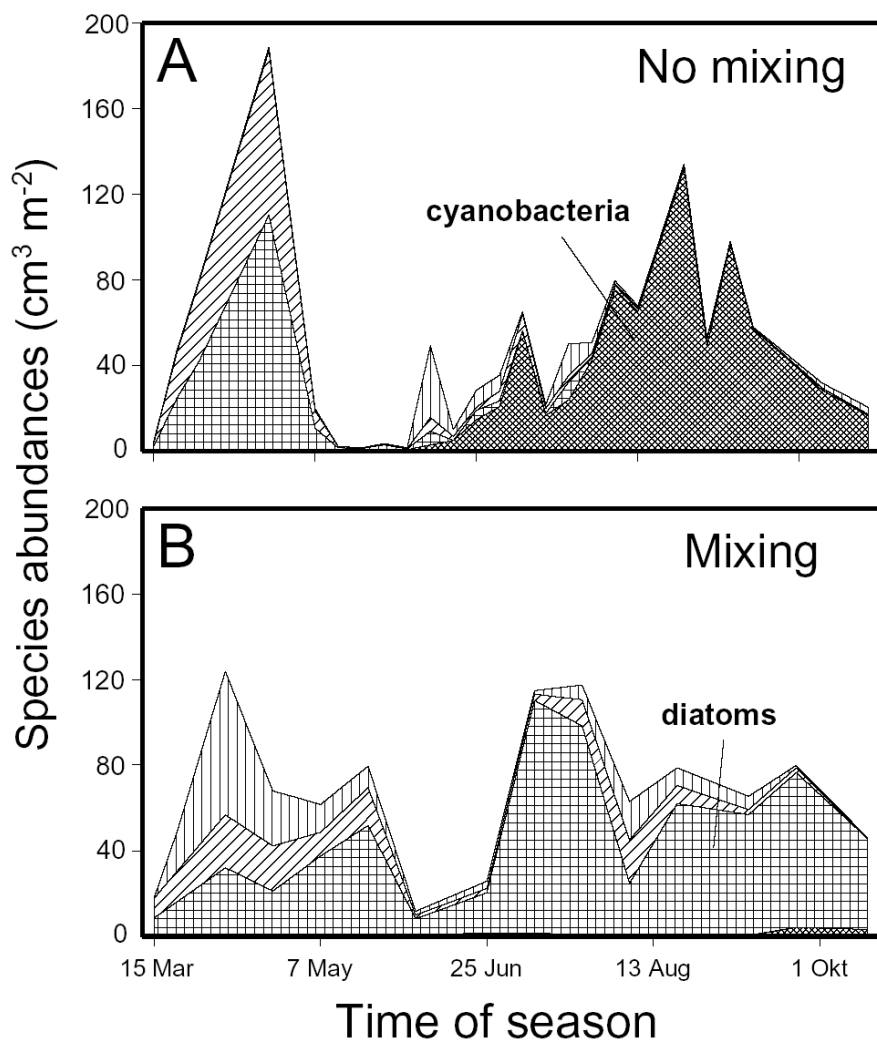 Species abundances (cm³ m⁻²)
A
No mixing
cyanobacteria
200
160
120
80
40
0
B
Mixing
diatoms
200
160
120
80
40
0
15 Mar
7 May
25 Jun
13 Aug
1 Okt
Time of season